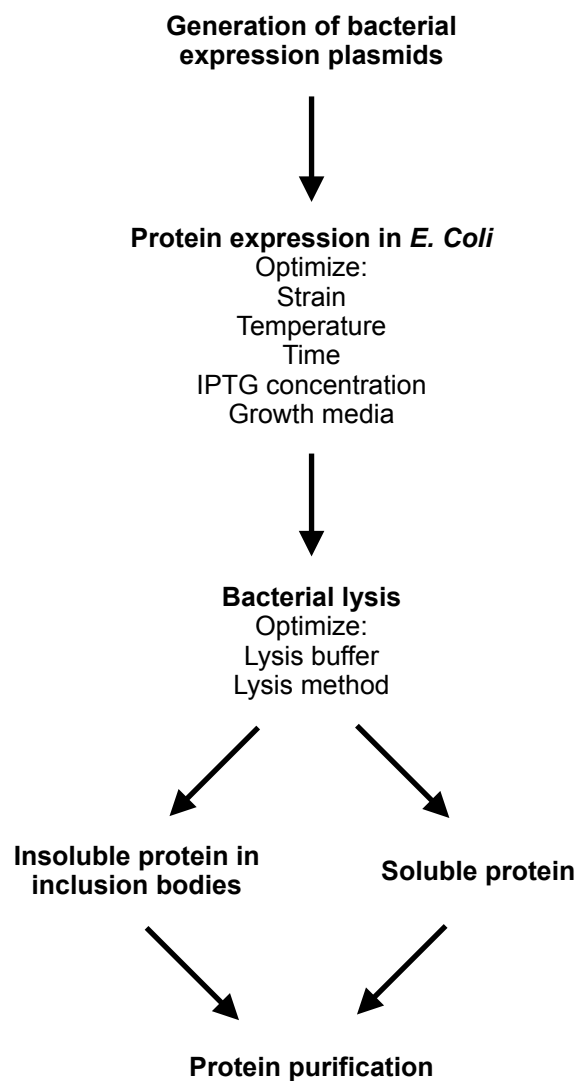 Generation of bacterial
expression plasmids
Protein expression in E. Coli
Optimize:
Strain
Temperature
Time
IPTG concentration
Growth media
Bacterial lysis
Optimize:
Lysis buffer
Lysis method
Insoluble protein in
inclusion bodies
Soluble protein
Protein purification